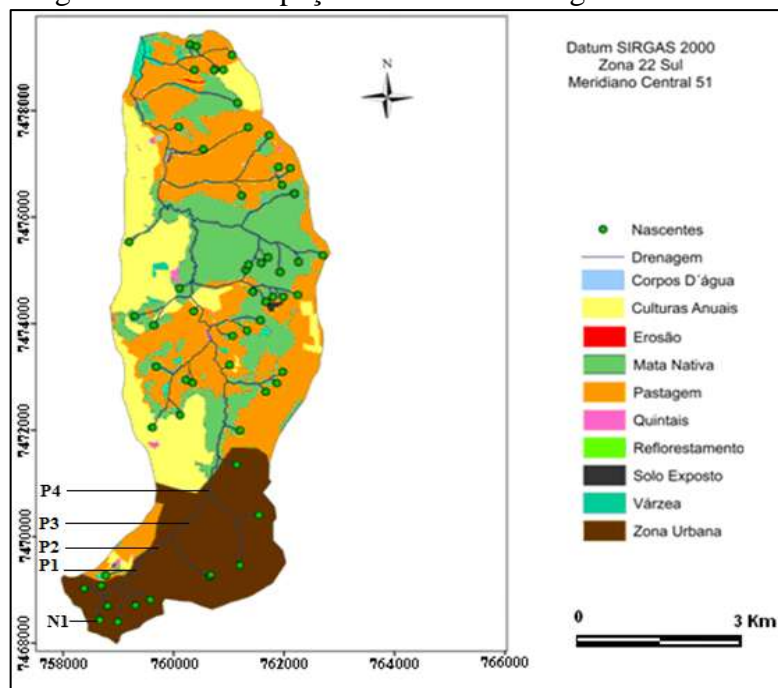 Datum SIRGAS 2000
Zona 22 Sul
Meridiano Central 51
N
7478000
7476000
7474000
7472000
7470000
7468000
P4
P3
P2
P1
N1
758000
760000
762000
764000
766000
Nascentes
Drenagem
Corpos D´água
Culturas Anuais
Erosão
Mata Nativa
Pastagem
Quintais
Reflorestamento
Solo Exposto
Várzea
Zona Urbana
0
3 Km